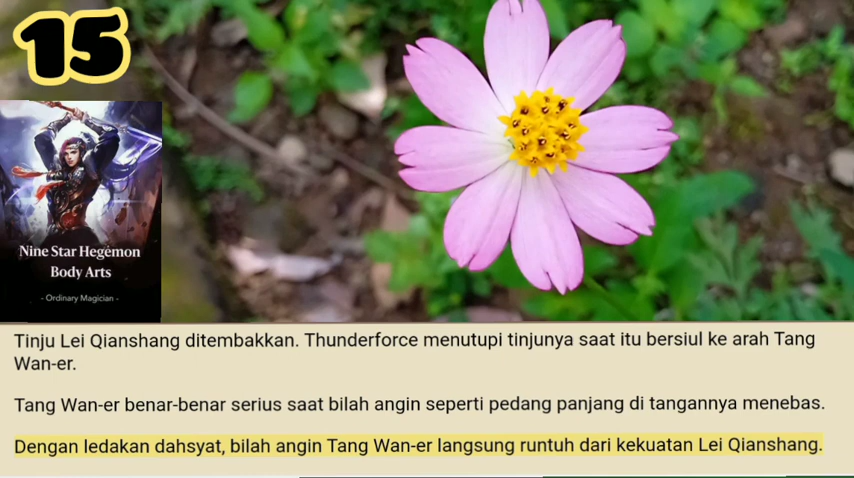 15
Nine Star Hegemon
Body Arts
- Ordinary Magician -
Tinju Lei Qianshang ditembakkan. Thunderforce menutupi tinjunya saat itu bersiul ke arah Tang
Wan-er.
Tang Wan-er benar-benar serius saat bilah angin seperti pedang panjang di tangannya menebas.
Dengan ledakan dahsyat, bilah angin Tang Wan-er langsung runtuh dari kekuatan Lei Qianshang.